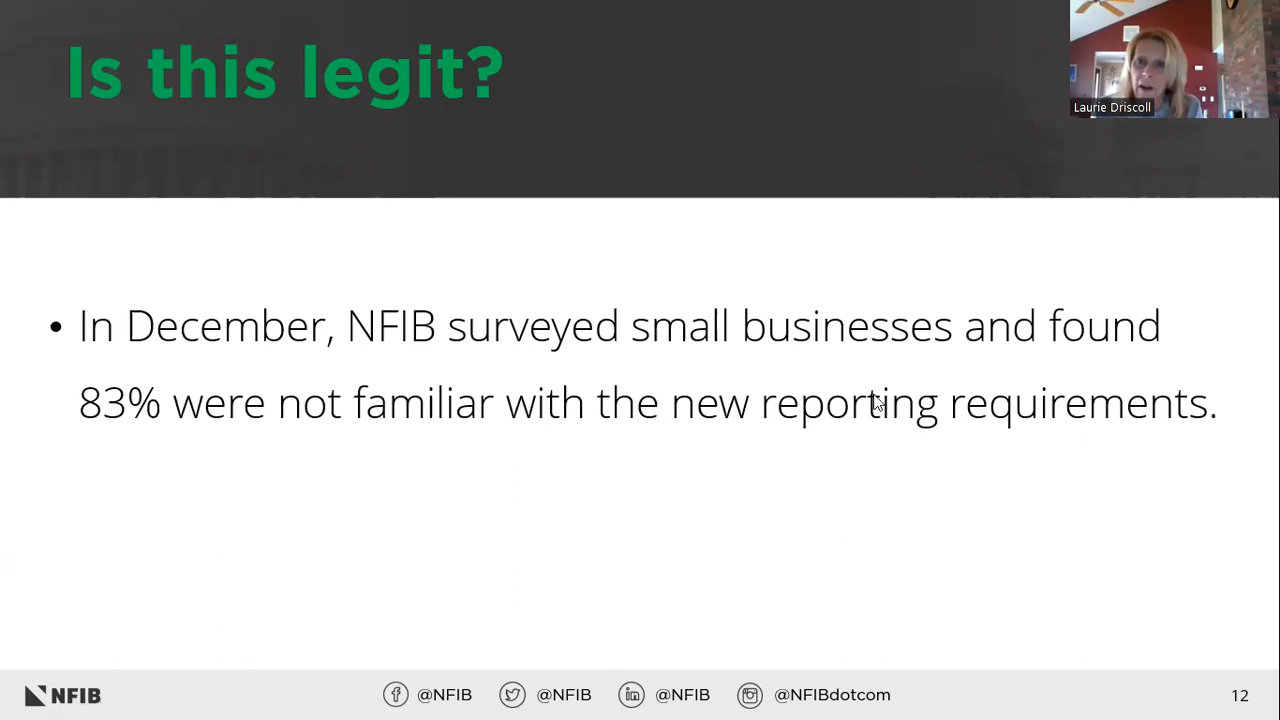 Is this legit?
Laurie Driscoll
• In December, NFIB surveyed small businesses and found
83% were not familiar with the new reporting requirements.
NFIB @NFIB @NFIB @NFIB @NFIBdotcom 12